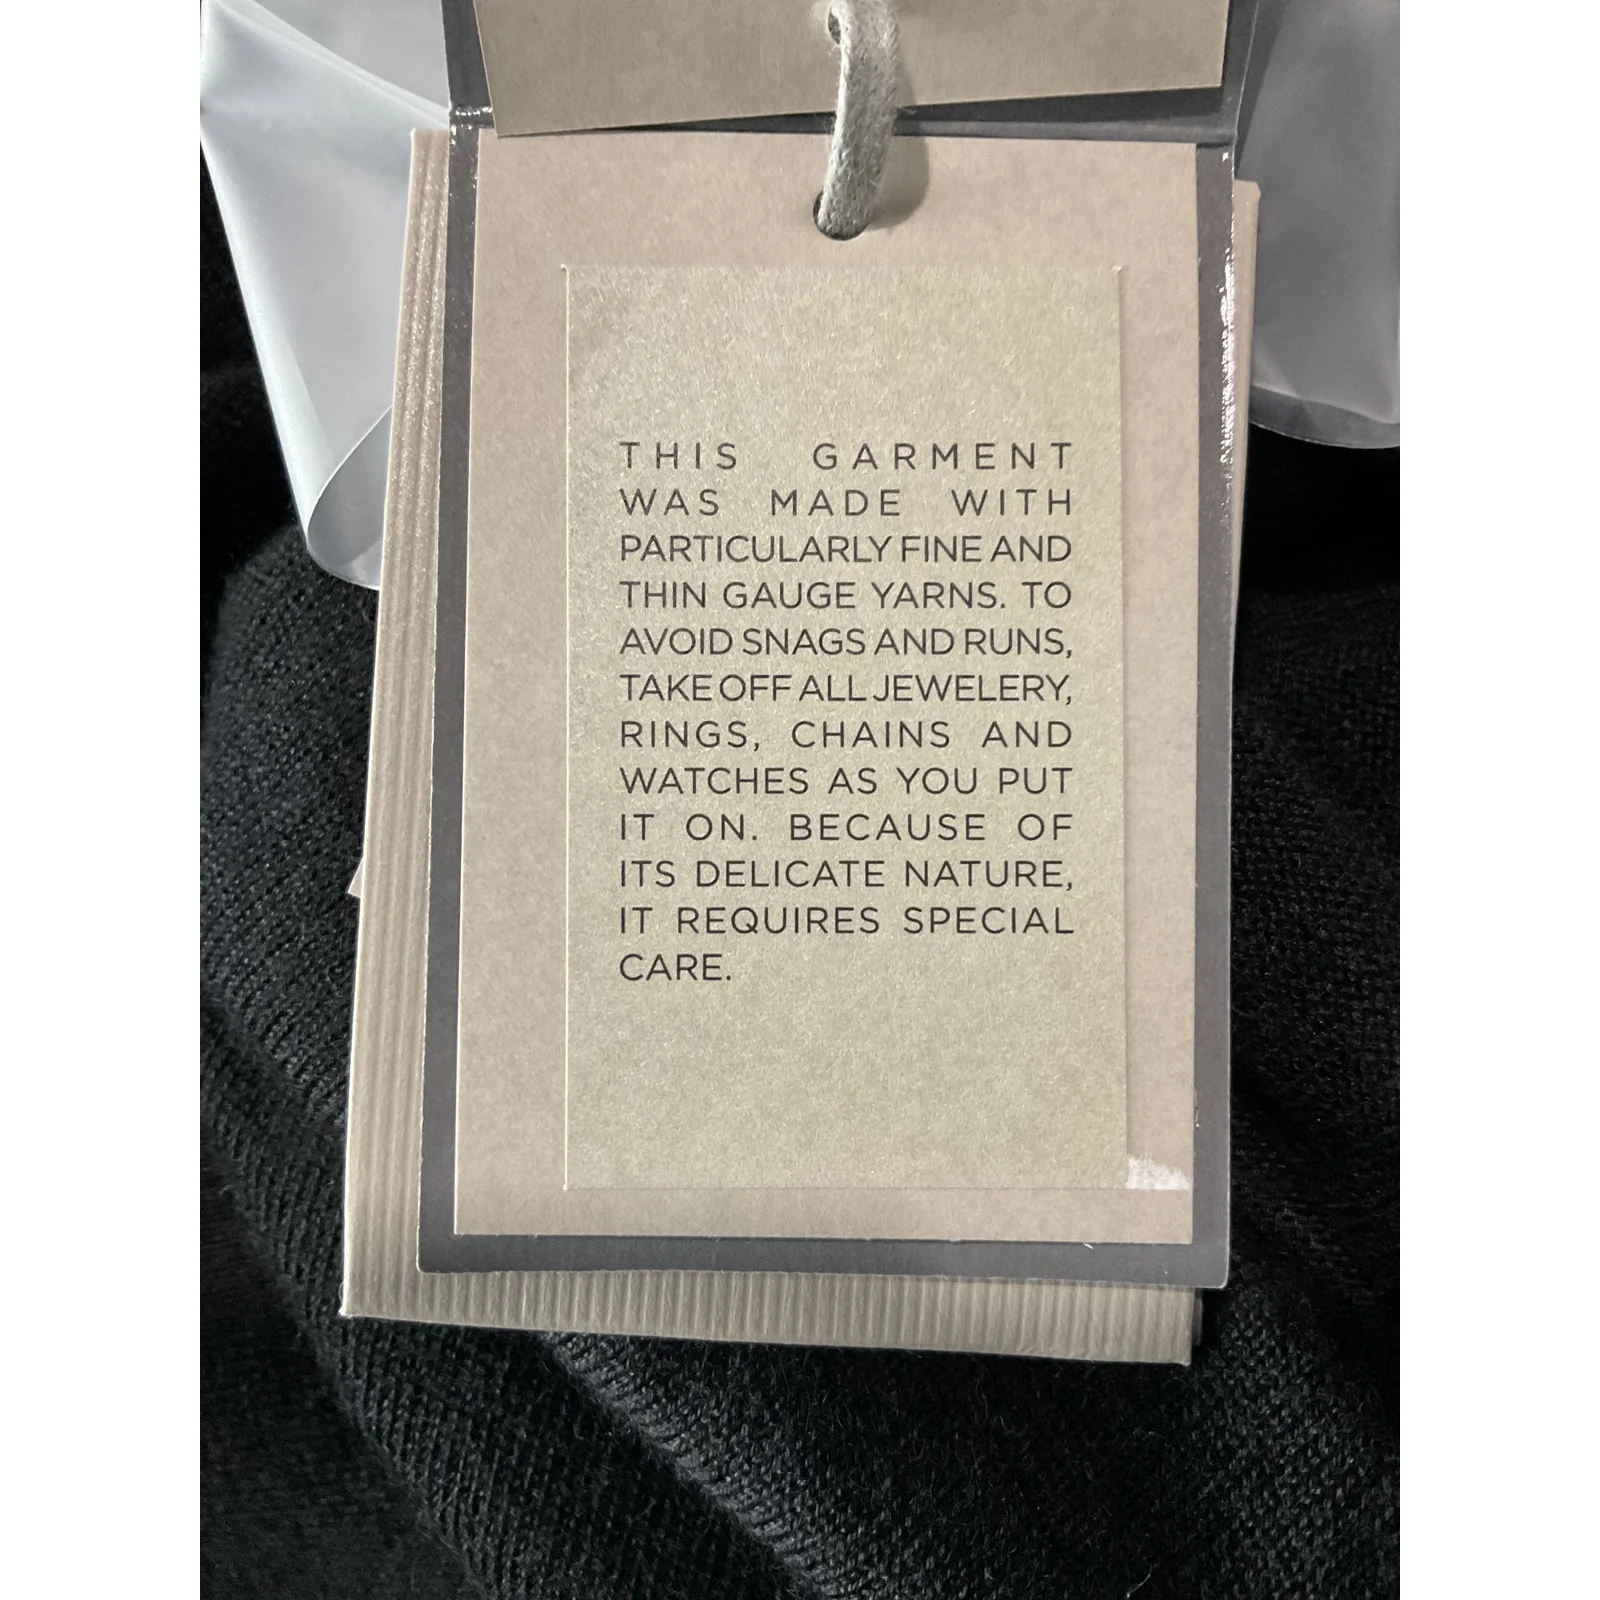 THIS GARMENT
WAS MADE WITH
PARTICULARLY FINE AND
THIN GAUGE YARNS. TO
AVOID SNAGS AND RUNS,
TAKE OFF ALL JEWELERY,
RINGS, CHAINS AND
WATCHES AS YOU PUT
IT ON. BECAUSE OF
ITS DELICATE NATURE,
IT REQUIRES SPECIAL
CARE.